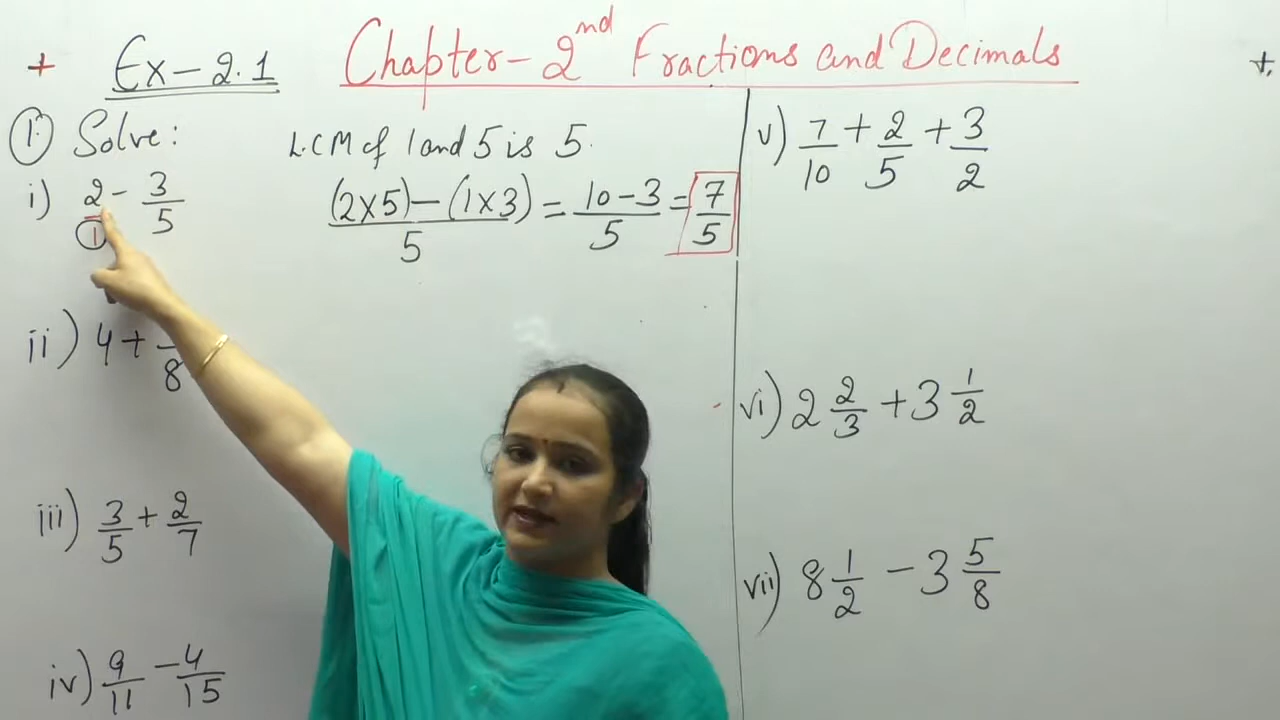 + Ex-2.1 Chapter-2nd Fractions and Decimals +.
① Solve: L.CM of 1 and 5 is 5.
i) 2/1 - 3/5 (2×5)-(1×3)/5 = 10-3/5 = 7/5
ii) 4+ /8
iii) 3/5 + 2/7
iv) 9/11 - 4/15
v) 7/10 + 2/5 + 3/2
vi) 2 2/3 + 3 1/2
vii) 8 1/2 - 3 5/8